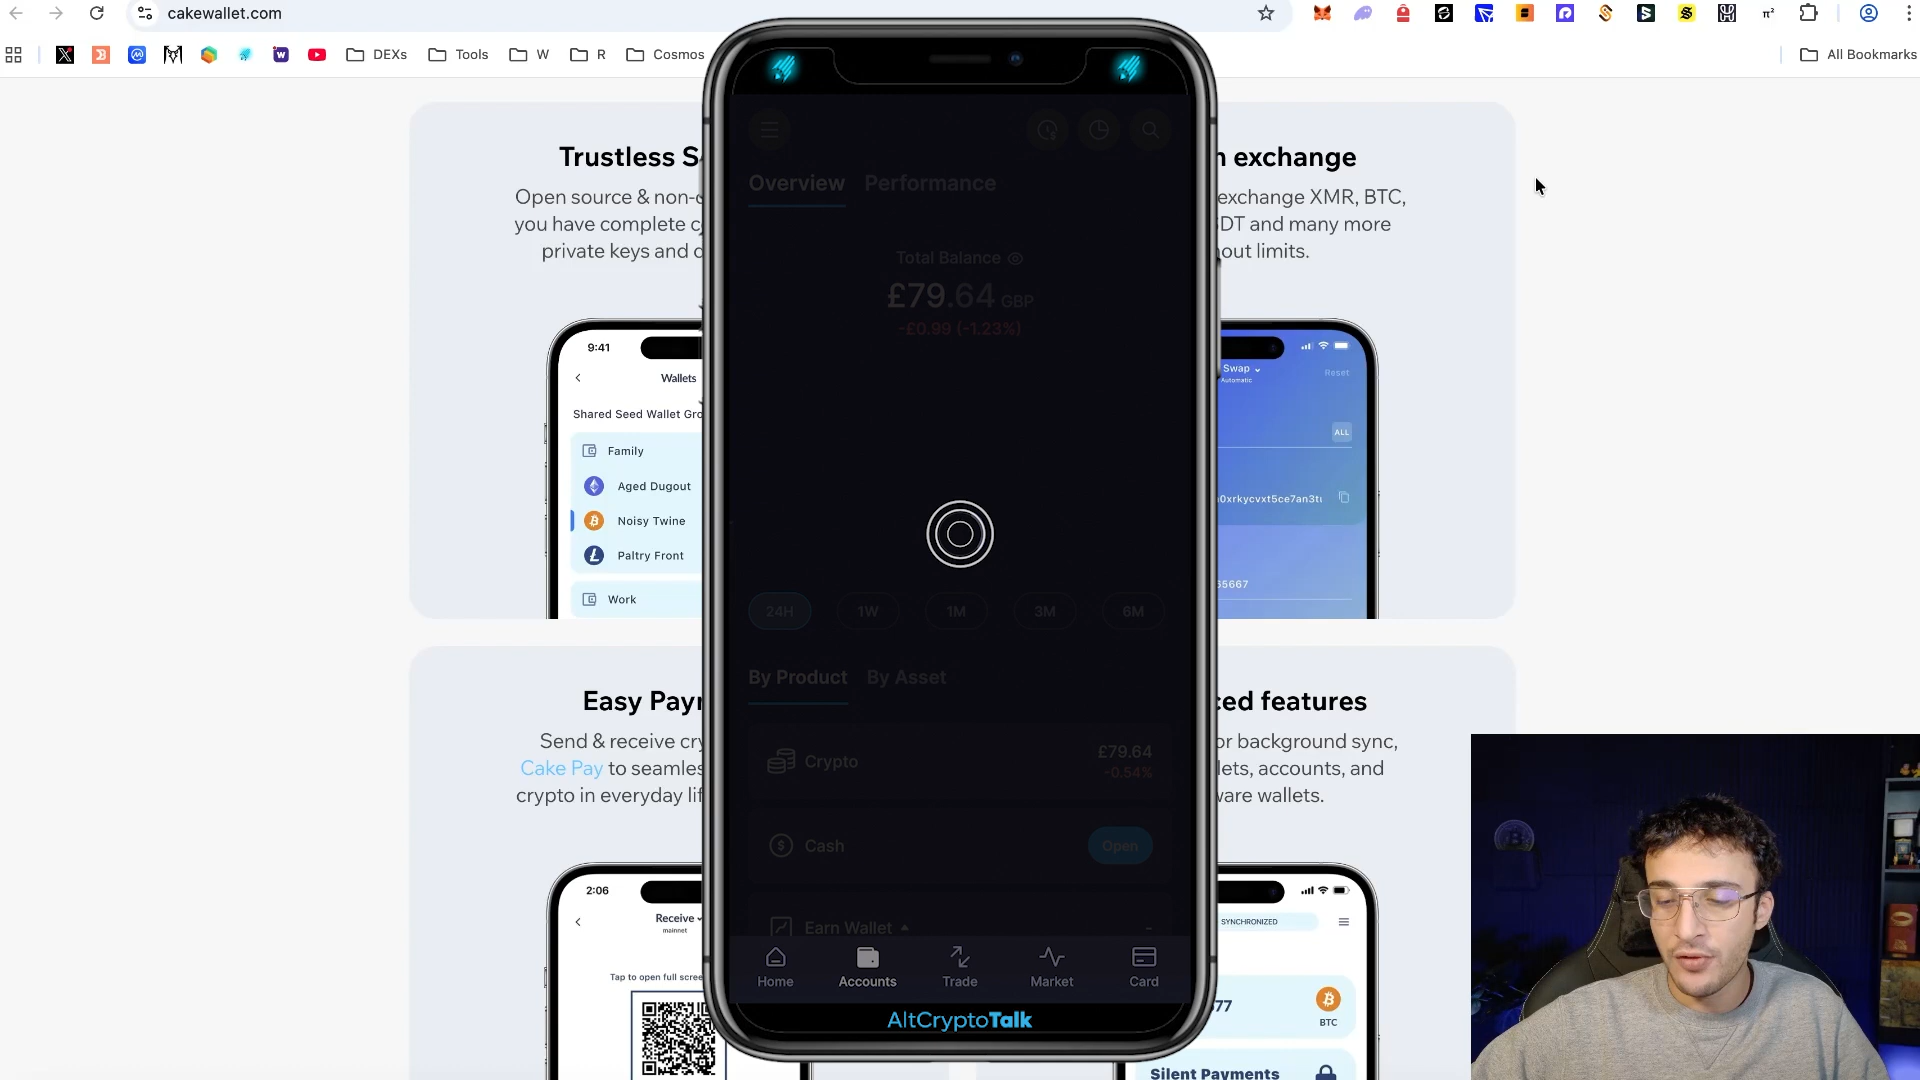 cakewallet.com
DEXs
Tools
W
R
Cosmos
All Bookmarks
Trustless S
Open source & non-c
you have complete c
private keys and
n exchange
exchange XMR, BTC,
DT and many more
out limits.
Overview Performance
Total Balance
£79.64 GBP
-£0.99 (-1.23%)
24H 1W 1M 3M 6M
By Product By Asset
Crypto
£79.64
-0.54%
Cash
Open
Earn Wallet
Home Accounts Trade Market Card
AltCryptoTalk
9:41
Wallets
Shared Seed Wallet Gro
Family
Aged Dugout
Noisy Twine
Paltry Front
Work
Swap
Automatic
Reset
ALL
0xrkycvxt5ce7an3t
65667
Easy Payr
Send & receive cry
Cake Pay to seamles
crypto in everyday lif
ced features
or background sync,
lets, accounts, and
ware wallets.
2:06
Receive
mainnet
Tap to open full scree
SYNCHRONIZED
77
BTC
Silent Payments